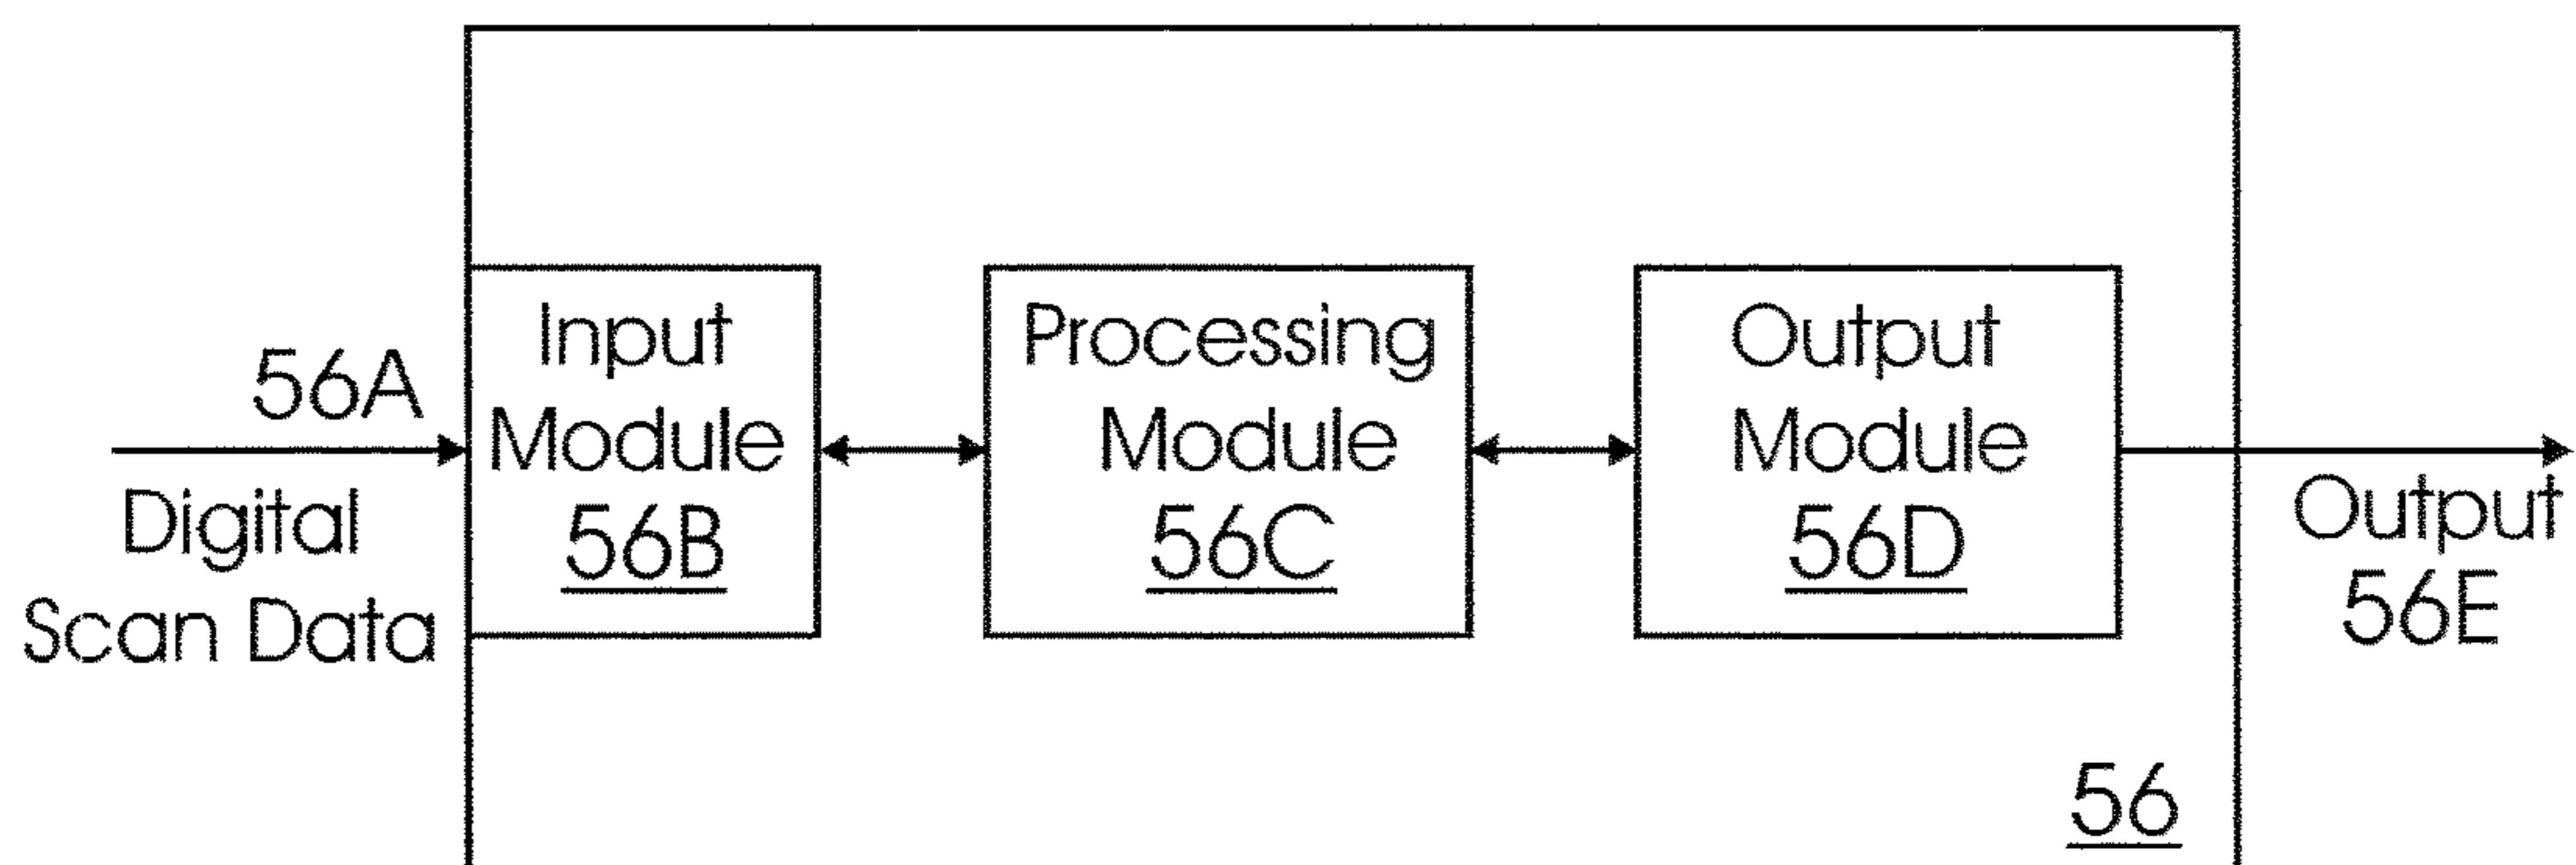 56A
Digital
Scan Data
Input
Module
56B
Processing
Module
56C
Output
Module
56D
Output
56E
56